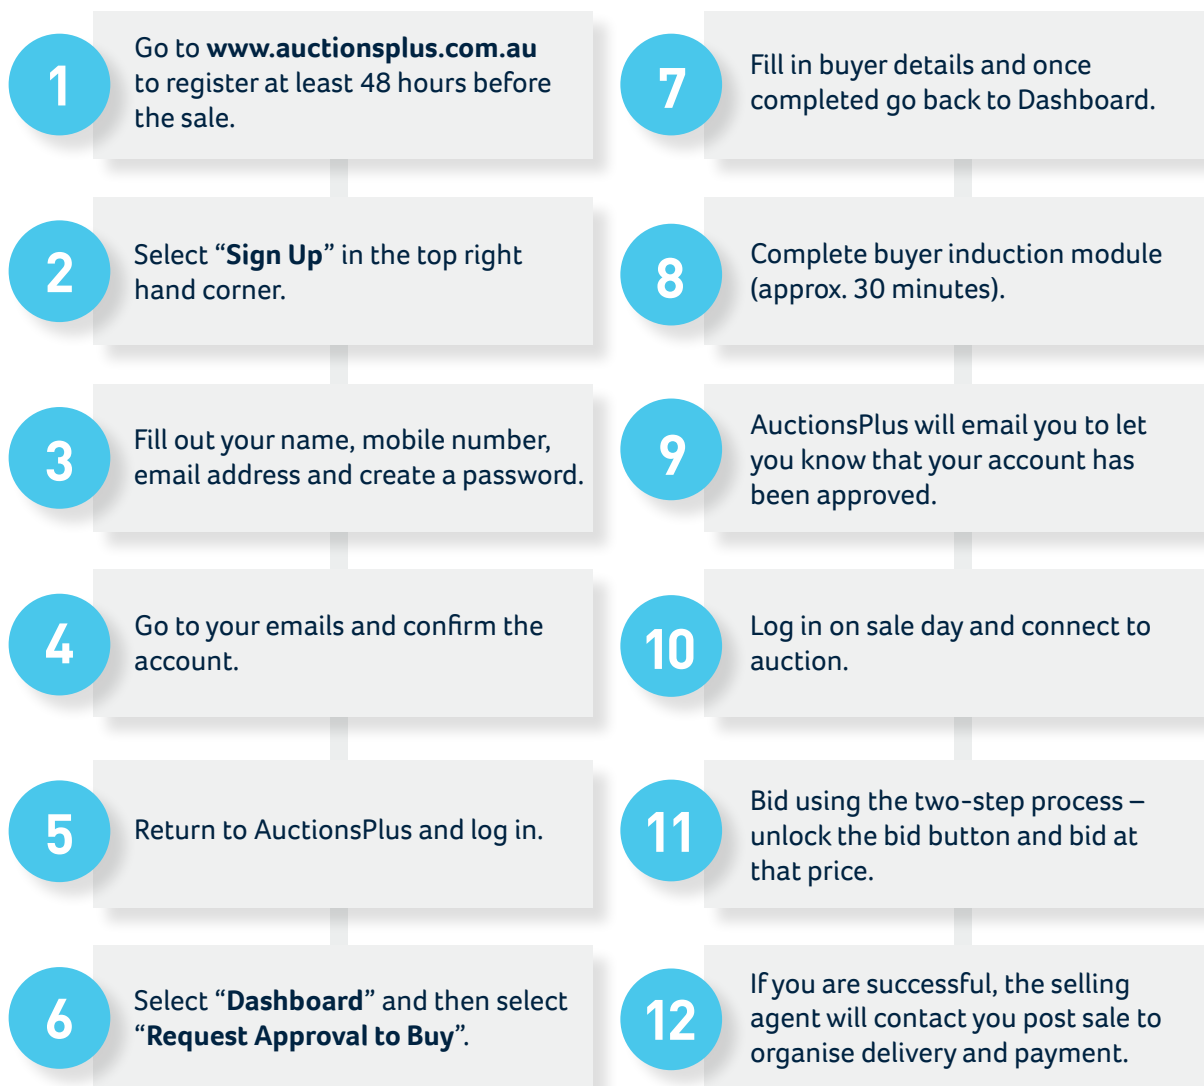 1
Go to www.auctionsplus.com.au
to register at least 48 hours before
the sale.
2
Select “Sign Up” in the top right
hand corner.
3
Fill out your name, mobile number,
email address and create a password.
4
Go to your emails and confirm the
account.
5
Return to AuctionsPlus and log in.
6
Select “Dashboard” and then select
“Request Approval to Buy”.
7
Fill in buyer details and once
completed go back to Dashboard.
8
Complete buyer induction module
(approx. 30 minutes).
9
AuctionsPlus will email you to let
you know that your account has
been approved.
10
Log in on sale day and connect to
auction.
11
Bid using the two-step process –
unlock the bid button and bid at
that price.
12
If you are successful, the selling
agent will contact you post sale to
organise delivery and payment.